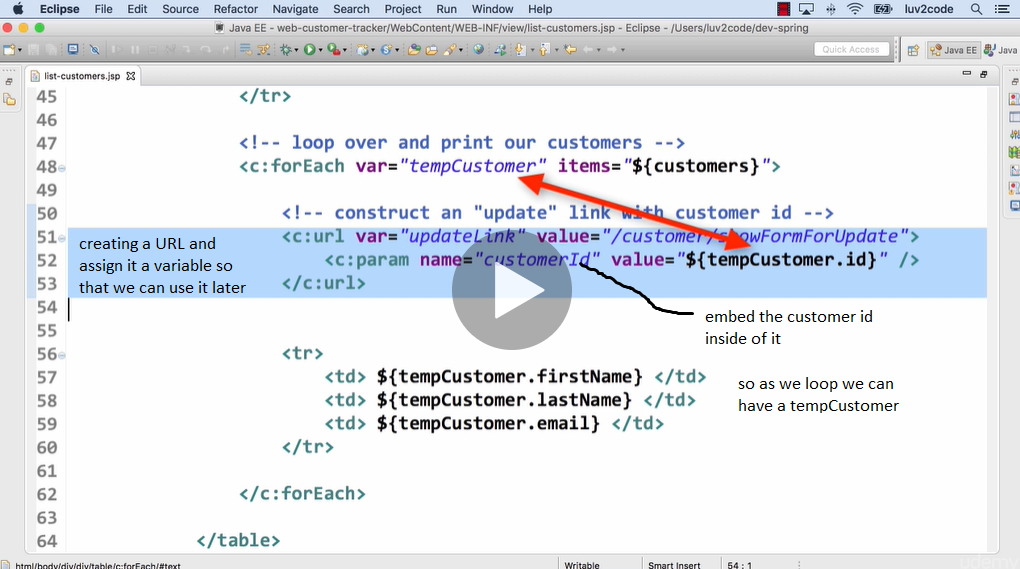 Eclipse File Edit Source Refactor Navigate Search Project Run Window Help luv2code
Java EE - web-customer-tracker/WebContent/WEB-INF/view/list-customers.jsp - Eclipse - /Users/luv2code/dev-spring
Quick Access Java EE Java
list-customers.jsp
45 </tr>
46
47 <!-- loop over and print our customers -->
48 <c:forEach var="tempCustomer" items="${customers}">
49
50 <!-- construct an "update" link with customer id -->
51 <c:url var="updateLink" value="/customer/showFormForUpdate">
52 <c:param name="customerId" value="${tempCustomer.id}" />
53 </c:url>
creating a URL and
assign it a variable so
that we can use it later
54
embed the customer id
inside of it
55
56 <tr>
57 <td> ${tempCustomer.firstName} </td>
58 <td> ${tempCustomer.lastName} </td>
59 <td> ${tempCustomer.email} </td>
so as we loop we can
have a tempCustomer
60 </tr>
61
62 </c:forEach>
63
64 </table>
html/body/div/div/table/c:forEach/#text Writable Smart Insert 54 : 1
udemy